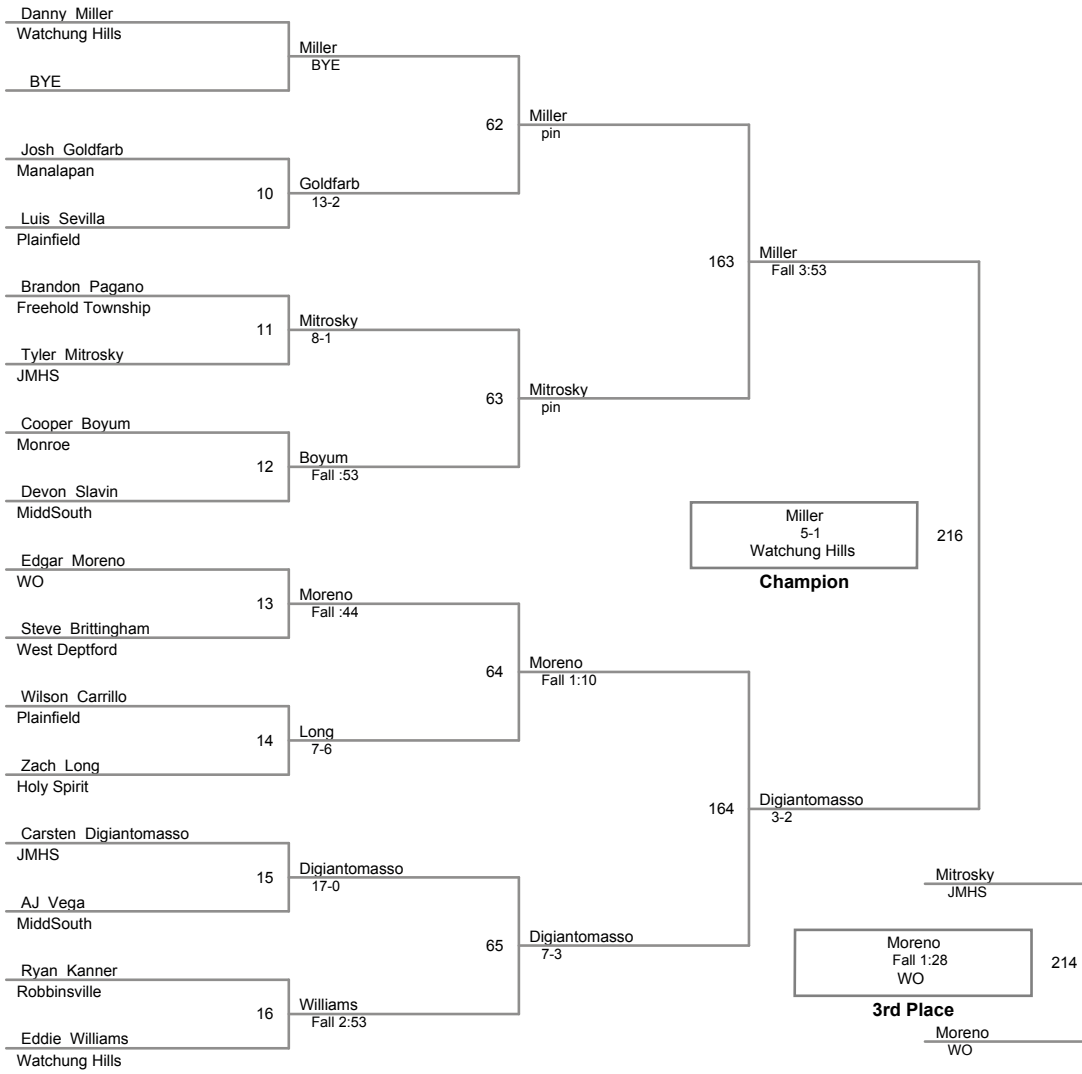 Danny Miller
Watchung Hills
BYE
Miller
BYE
Josh Goldfarb
Manalapan
10
Goldfarb
13-2
Luis Sevilla
Plainfield
62
Miller
pin
Brandon Pagano
Freehold Township
11
Mitrosky
8-1
Tyler Mitrosky
JMHS
Cooper Boyum
Monroe
12
Boyum
Fall :53
Devon Slavin
MiddSouth
63
Mitrosky
pin
163
Miller
Fall 3:53
Edgar Moreno
WO
13
Moreno
Fall :44
Steve Brittingham
West Deptford
Wilson Carrillo
Plainfield
14
Long
7-6
Zach Long
Holy Spirit
64
Moreno
Fall 1:10
Carsten Digiantomasso
JMHS
15
Digiantomasso
17-0
AJ Vega
MiddSouth
Ryan Kanner
Robbinsville
16
Williams
Fall 2:53
Eddie Williams
Watchung Hills
65
Digiantomasso
7-3
164
Digiantomasso
3-2
Miller
5-1
Watchung Hills
216
Champion
Mitrosky
JMHS
Moreno
Fall 1:28
WO
214
3rd Place
Moreno
WO